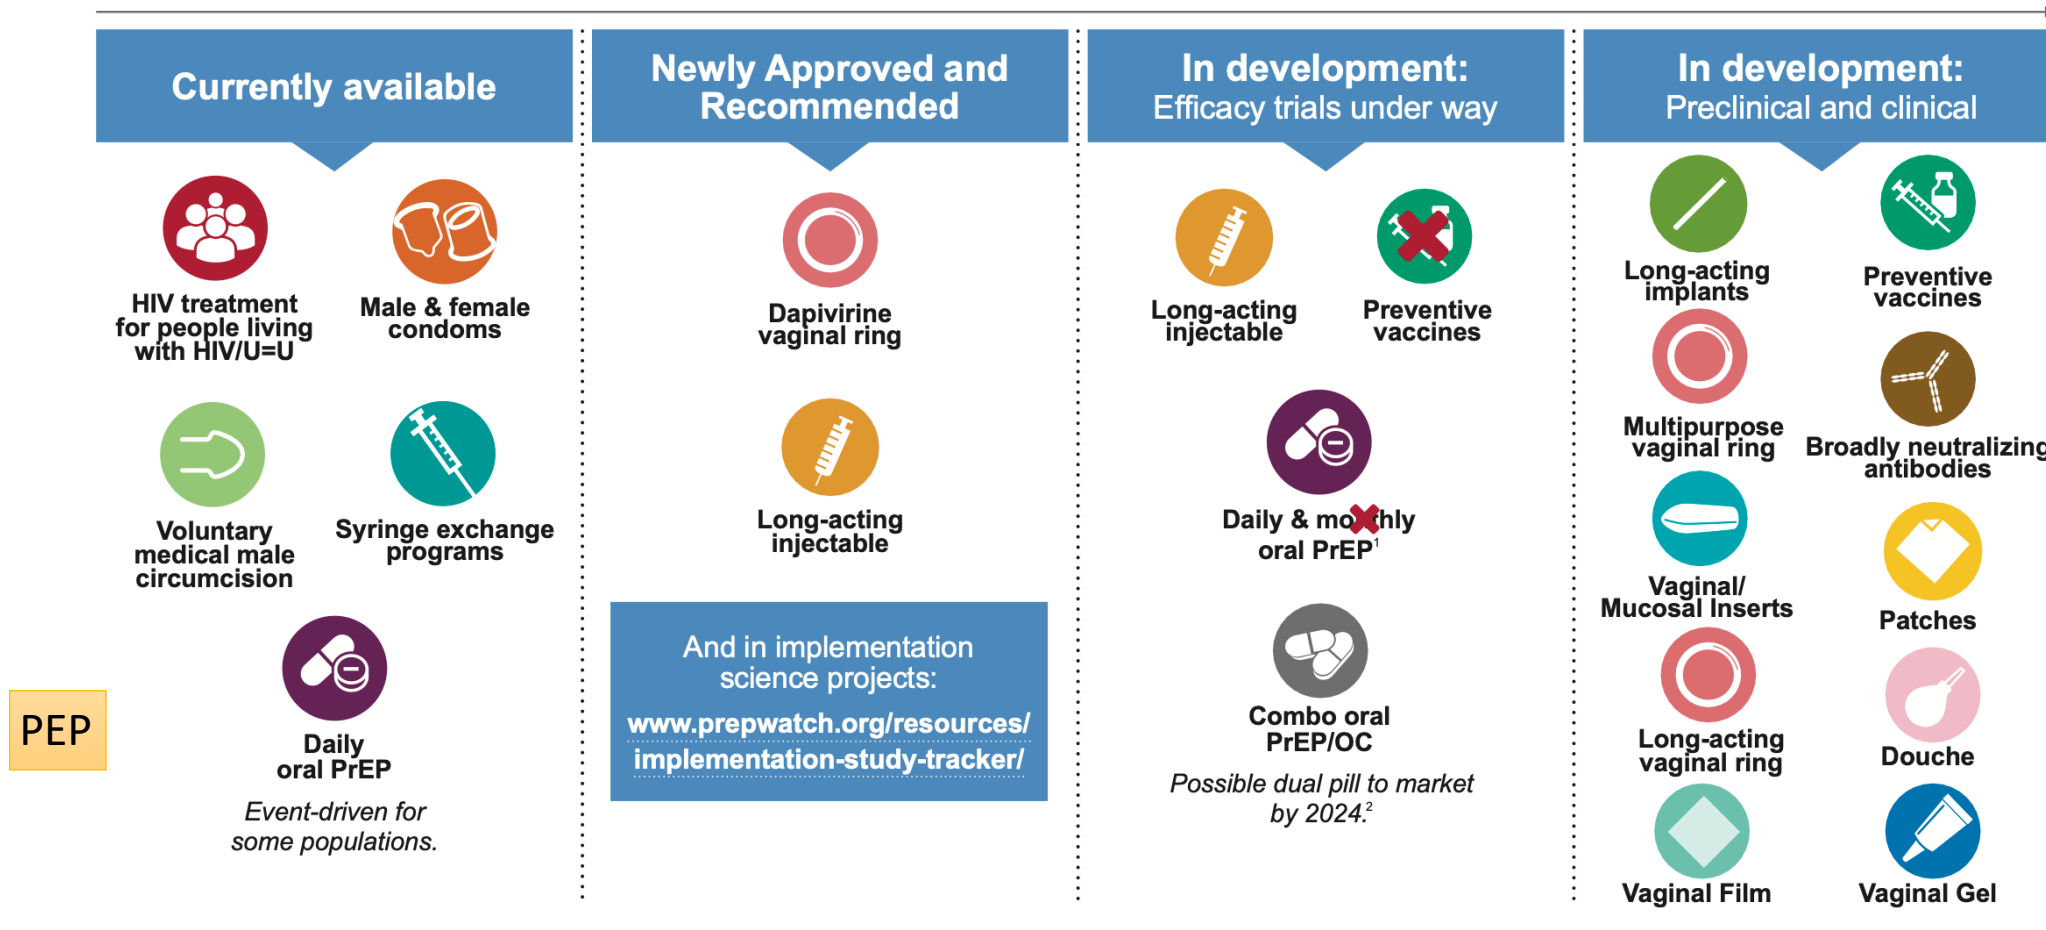 Currently available
HIV treatment
for people living
with HIV/U=U
Male & female
condoms
Voluntary
medical male
circumcision
Syringe exchange
programs
PEP
Daily
oral PrEP
Event-driven for
some populations.
Newly Approved and
Recommended
Dapivirine
vaginal ring
Long-acting
injectable
And in implementation
science projects:
www.prepwatch.org/resources/
implementation-study-tracker/
In development:
Efficacy trials under way
Long-acting
injectable
Preventive
vaccines
Daily &
oral PrEP1
Combo oral
PrEP/OC
Possible dual pill to market
by 2024.2
In development:
Preclinical and clinical
Long-acting
implants
Preventive
vaccines
Multipurpose
vaginal ring
Broadly neutralizing
antibodies
Vaginal/
Mucosal Inserts
Patches
Long-acting
vaginal ring
Douche
Vaginal Film
Vaginal Gel